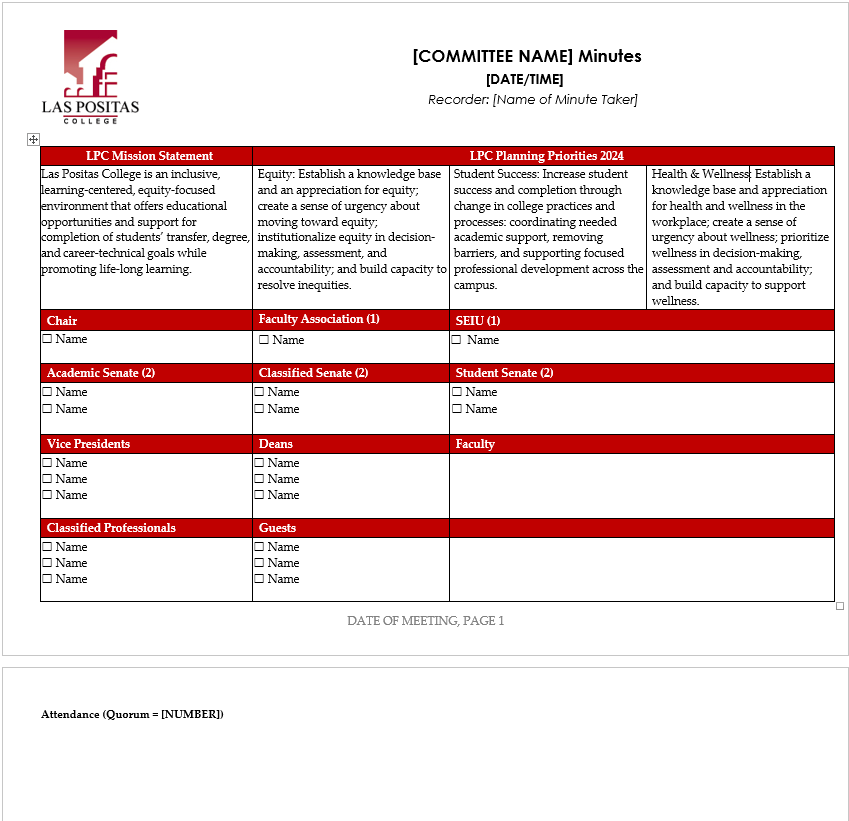 LAS POSITAS
COLLEGE
[COMMITTEE NAME] Minutes
[DATE/TIME]
Recorder: [Name of Minute Taker]
LPC Mission Statement
LPC Planning Priorities 2024
Las Positas College is an inclusive,
learning-centered, equity-focused
environment that offers educational
opportunities and support for
completion of students' transfer, degree,
and career-technical goals while
promoting life-long learning.
Equity: Establish a knowledge base
and an appreciation for equity;
create a sense of urgency about
moving toward equity;
institutionalize equity in decision-
making, assessment, and
accountability; and build capacity to
resolve inequities.
Student Success: Increase student
success and completion through
change in college practices and
processes: coordinating needed
academic support, removing
barriers, and supporting focused
professional development across the
campus.
Health & Wellness: Establish a
knowledge base and appreciation
for health and wellness in the
workplace; create a sense of
urgency about wellness; prioritize
wellness in decision-making,
assessment and accountability;
and build capacity to support
wellness.
Chair
Faculty Association (1)
SEIU (1)
☐ Name
☐ Name
☐ Name
Academic Senate (2)
Classified Senate (2)
Student Senate (2)
☐ Name
☐ Name
☐ Name
☐ Name
☐ Name
☐ Name
Vice Presidents
Deans
Faculty
☐ Name
☐ Name
☐ Name
☐ Name
☐ Name
☐ Name
Classified Professionals
Guests
☐ Name
☐ Name
☐ Name
☐ Name
☐ Name
☐ Name
DATE OF MEETING, PAGE 1
Attendance (Quorum = [NUMBER])